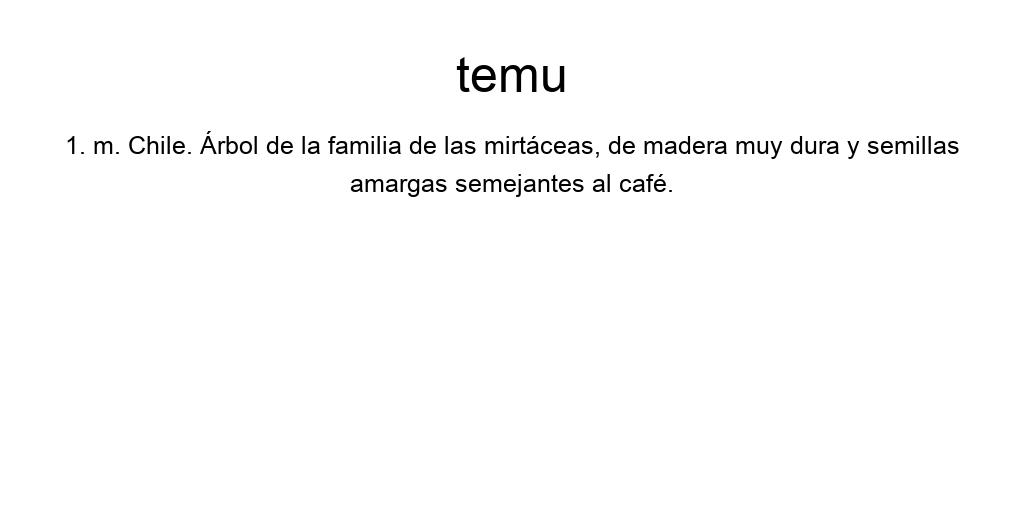 temu
1. m. Chile. Árbol de la familia de las mirtáceas, de madera muy dura y semillas
amargas semejantes al café.